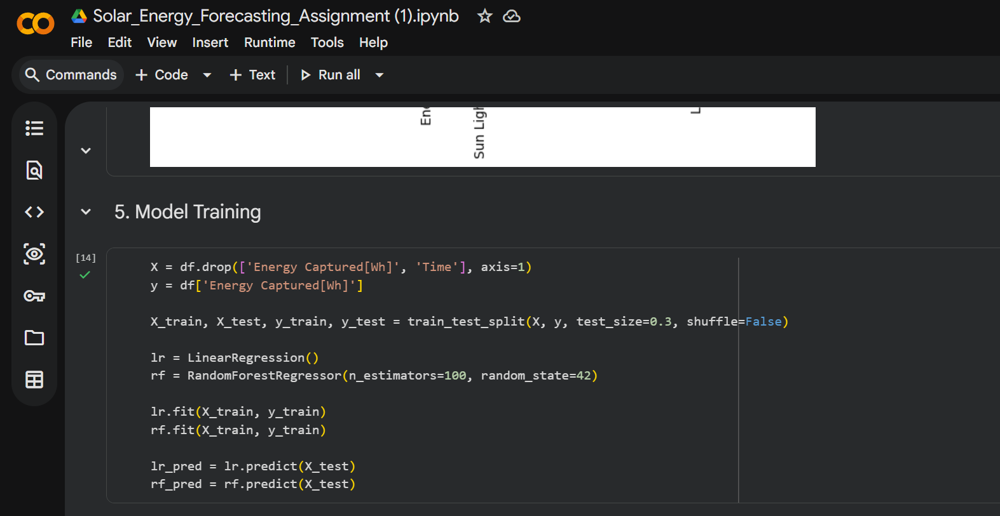 Solar_Energy_Forecasting_Assignment (1).ipynb
File Edit View Insert Runtime Tools Help
Commands + Code + Text Run all
Sun
5. Model Training
[14]
X = df.drop(['Energy Captured[Wh]', 'Time'], axis=1)
y = df['Energy Captured[Wh]']
X_train, X_test, y_train, y_test = train_test_split(X, y, test_size=0.3, shuffle=False)
lr = LinearRegression()
rf = RandomForestRegressor(n_estimators=100, random_state=42)
lr.fit(X_train, y_train)
rf.fit(X_train, y_train)
lr_pred = lr.predict(X_test)
rf_pred = rf.predict(X_test)